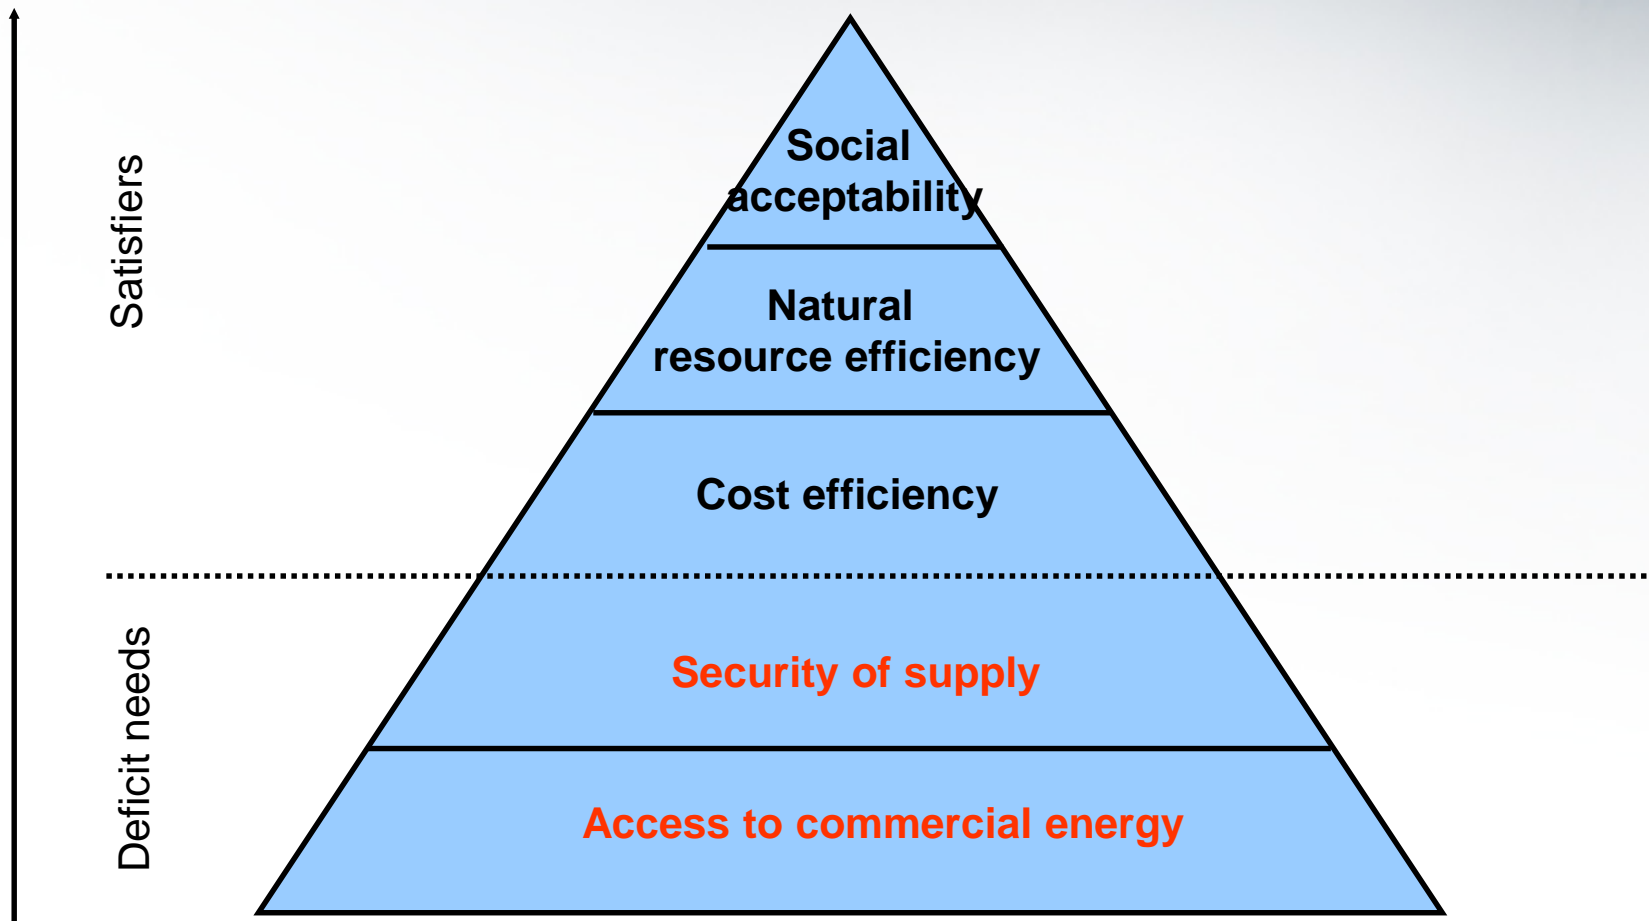 Satisfiers
Social
acceptability
Natural
resource efficiency
Cost efficiency
Deficit needs
Security of supply
Access to commercial energy